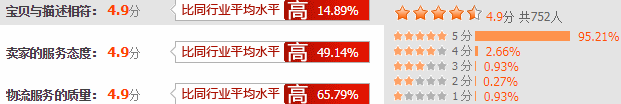 宝贝与描述相符: 4.9分 比同行业平均水平 高 14.89%
卖家的服务态度: 4.9分 比同行业平均水平 高 49.14%
物流服务的质量: 4.9分 比同行业平均水平 高 65.79%
4.9分 共752人
5 分 95.21%
4 分 2.66%
3 分 0.93%
2 分 0.27%
1 分 0.93%